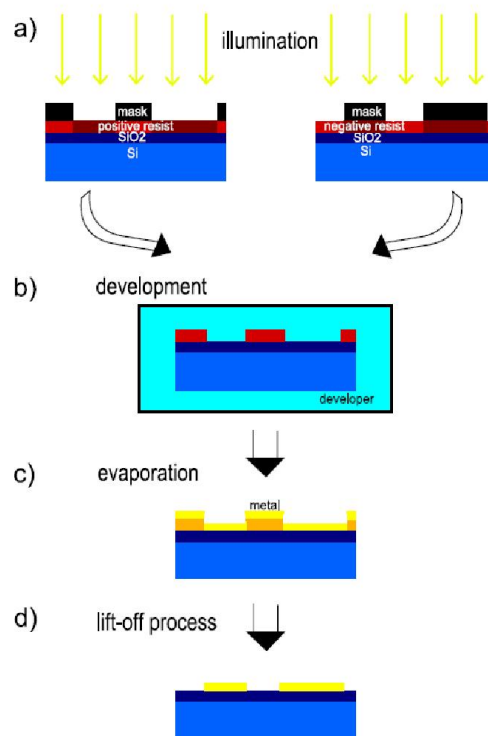 a)
illumination
mask
positive resist
SiO2
Si
mask
negative resist
SiO2
Si
b) development
developer
c) evaporation
metal
d) lift-off process